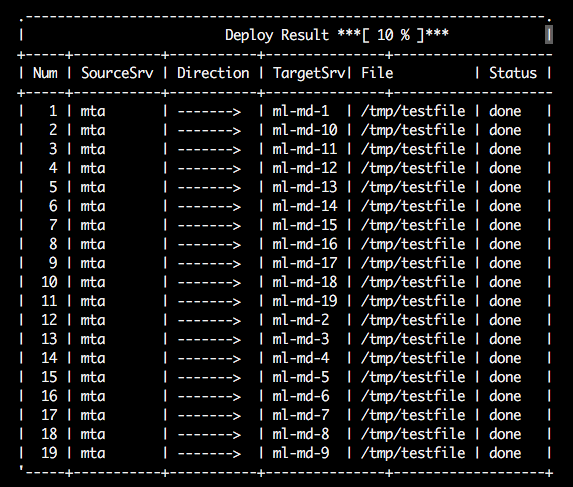 Deploy Result ***[ 10 % ]***
| Num | SourceSrv | Direction | TargetSrv| File | Status |
| 1 | mta | -------> | ml-md-1 | /tmp/testfile | done |
| 2 | mta | -------> | ml-md-10 | /tmp/testfile | done |
| 3 | mta | -------> | ml-md-11 | /tmp/testfile | done |
| 4 | mta | -------> | ml-md-12 | /tmp/testfile | done |
| 5 | mta | -------> | ml-md-13 | /tmp/testfile | done |
| 6 | mta | -------> | ml-md-14 | /tmp/testfile | done |
| 7 | mta | -------> | ml-md-15 | /tmp/testfile | done |
| 8 | mta | -------> | ml-md-16 | /tmp/testfile | done |
| 9 | mta | -------> | ml-md-17 | /tmp/testfile | done |
| 10 | mta | -------> | ml-md-18 | /tmp/testfile | done |
| 11 | mta | -------> | ml-md-19 | /tmp/testfile | done |
| 12 | mta | -------> | ml-md-2 | /tmp/testfile | done |
| 13 | mta | -------> | ml-md-3 | /tmp/testfile | done |
| 14 | mta | -------> | ml-md-4 | /tmp/testfile | done |
| 15 | mta | -------> | ml-md-5 | /tmp/testfile | done |
| 16 | mta | -------> | ml-md-6 | /tmp/testfile | done |
| 17 | mta | -------> | ml-md-7 | /tmp/testfile | done |
| 18 | mta | -------> | ml-md-8 | /tmp/testfile | done |
| 19 | mta | -------> | ml-md-9 | /tmp/testfile | done |